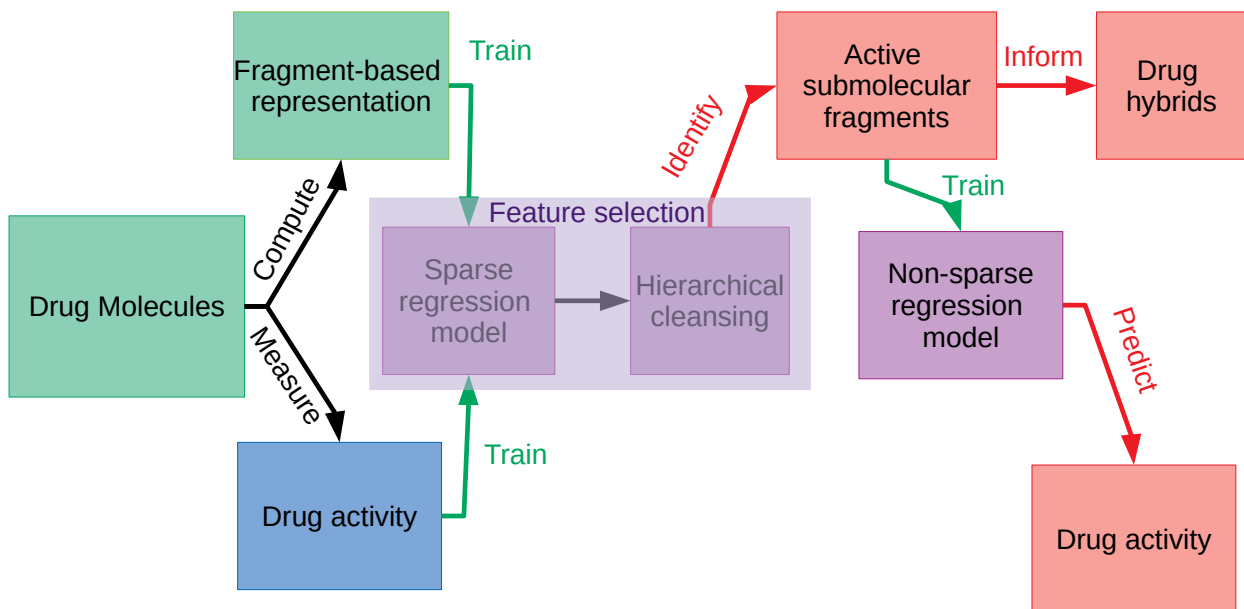 Fragment-based
representation
Train
Compute
Drug Molecules
Measure
Drug activity
Train
Feature selection
Sparse
regression
model
Hierarchical
cleansing
Identify
Active
submolecular
fragments
Inform
Drug
hybrids
Train
Non-sparse
regression
model
Predict
Drug activity